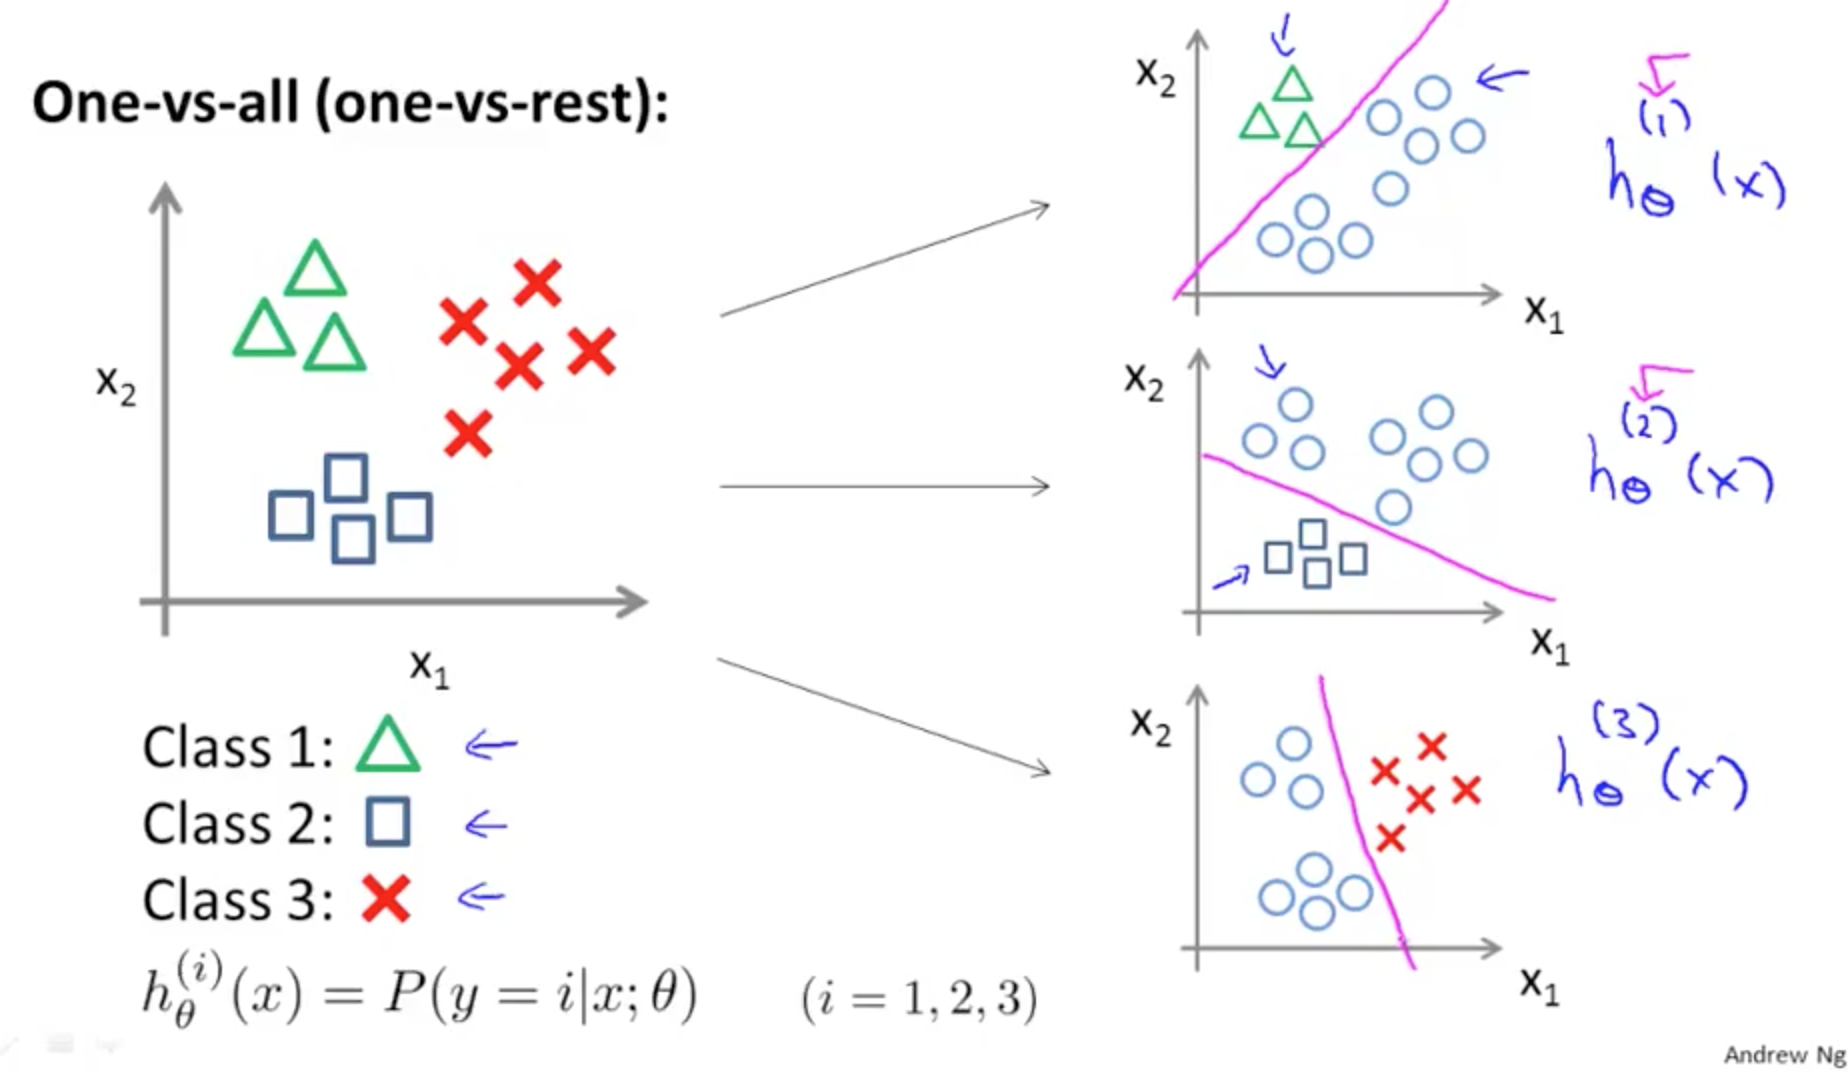 One-vs-all (one-vs-rest):
x₂
x₁
Class 1:
Class 2:
Class 3:
h_θ^(i)(x) = P(y = i|x; θ) (i = 1, 2, 3)
x₂
x₁
h_θ^(1)(x)
x₂
x₁
h_θ^(2)(x)
x₂
x₁
h_θ^(3)(x)
Andrew Ng